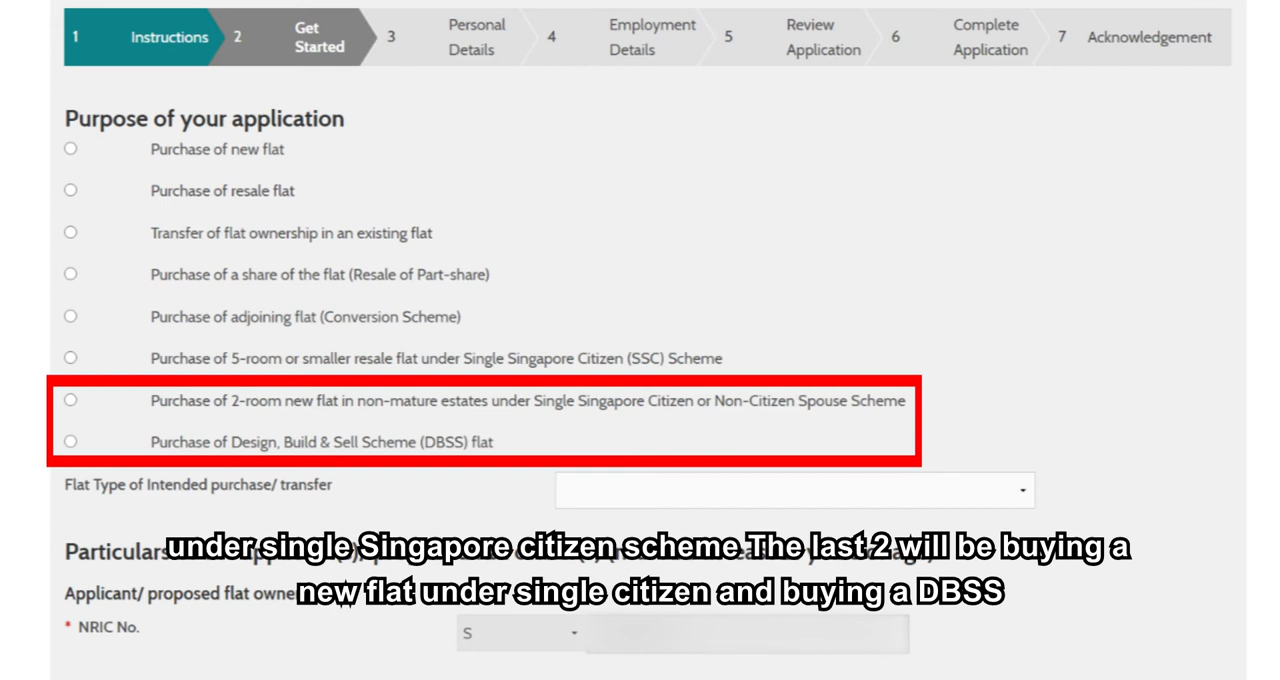 1 Instructions 2 Get Started 3 Personal Details 4 Employment Details 5 Review Application 6 Complete Application 7 Acknowledgement
Purpose of your application
Purchase of new flat
Purchase of resale flat
Transfer of flat ownership in an existing flat
Purchase of a share of the flat (Resale of Part-share)
Purchase of adjoining flat (Conversion Scheme)
Purchase of 5-room or smaller resale flat under Single Singapore Citizen (SSC) Scheme
Purchase of 2-room new flat in non-mature estates under Single Singapore Citizen or Non-Citizen Spouse Scheme
Purchase of Design, Build & Sell Scheme (DBSS) flat
Flat Type of Intended purchase/ transfer
Particulars
under single Singapore citizen scheme The last 2 will be buying a
new flat under single citizen and buying a DBSS
Applicant/ proposed flat
* NRIC No.
S